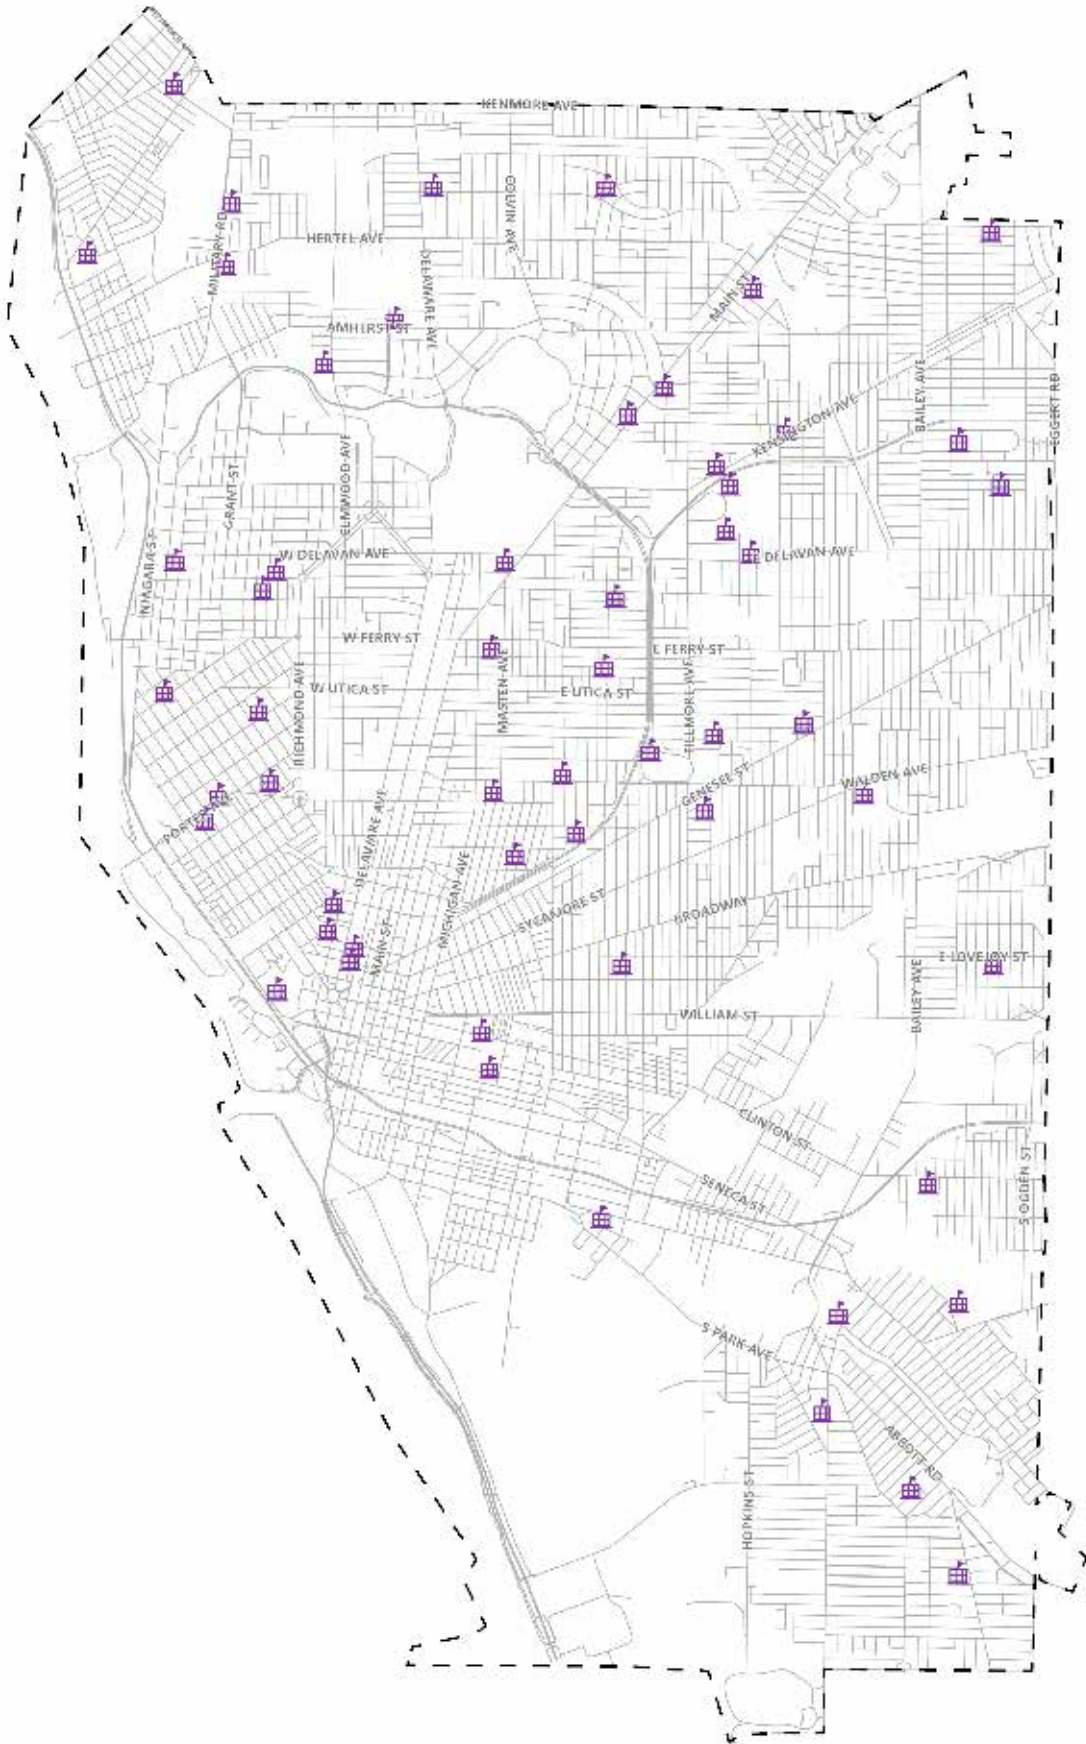 KENMORE AVE
COLVIN AVE
MILITARY RD
HERTEL AVE
DELAWARE AVE
MAIN ST
AMHERST ST
BAILEY AVE
KENSINGTON AVE
EGGERT RD
GRANT ST
ELMWOOD AVE
NIAGARA ST
W DELAVAN AVE
E DELAVAN AVE
W FERRY ST
E FERRY ST
MASTEN AVE
W UTICA ST
E UTICA ST
RICHMOND AVE
FILLMORE AVE
GENESEE ST
WALDEN AVE
DELAWARE AVE
MICHIGAN AVE
SYCAMORE ST
BROADWAY
MAIN ST
E LOVEJOY ST
BAILEY AVE
WILLIAM ST
CLINTON ST
SENECA ST
S OGDEN ST
S PARK AVE
ABBOTT RD
HOPKINS ST